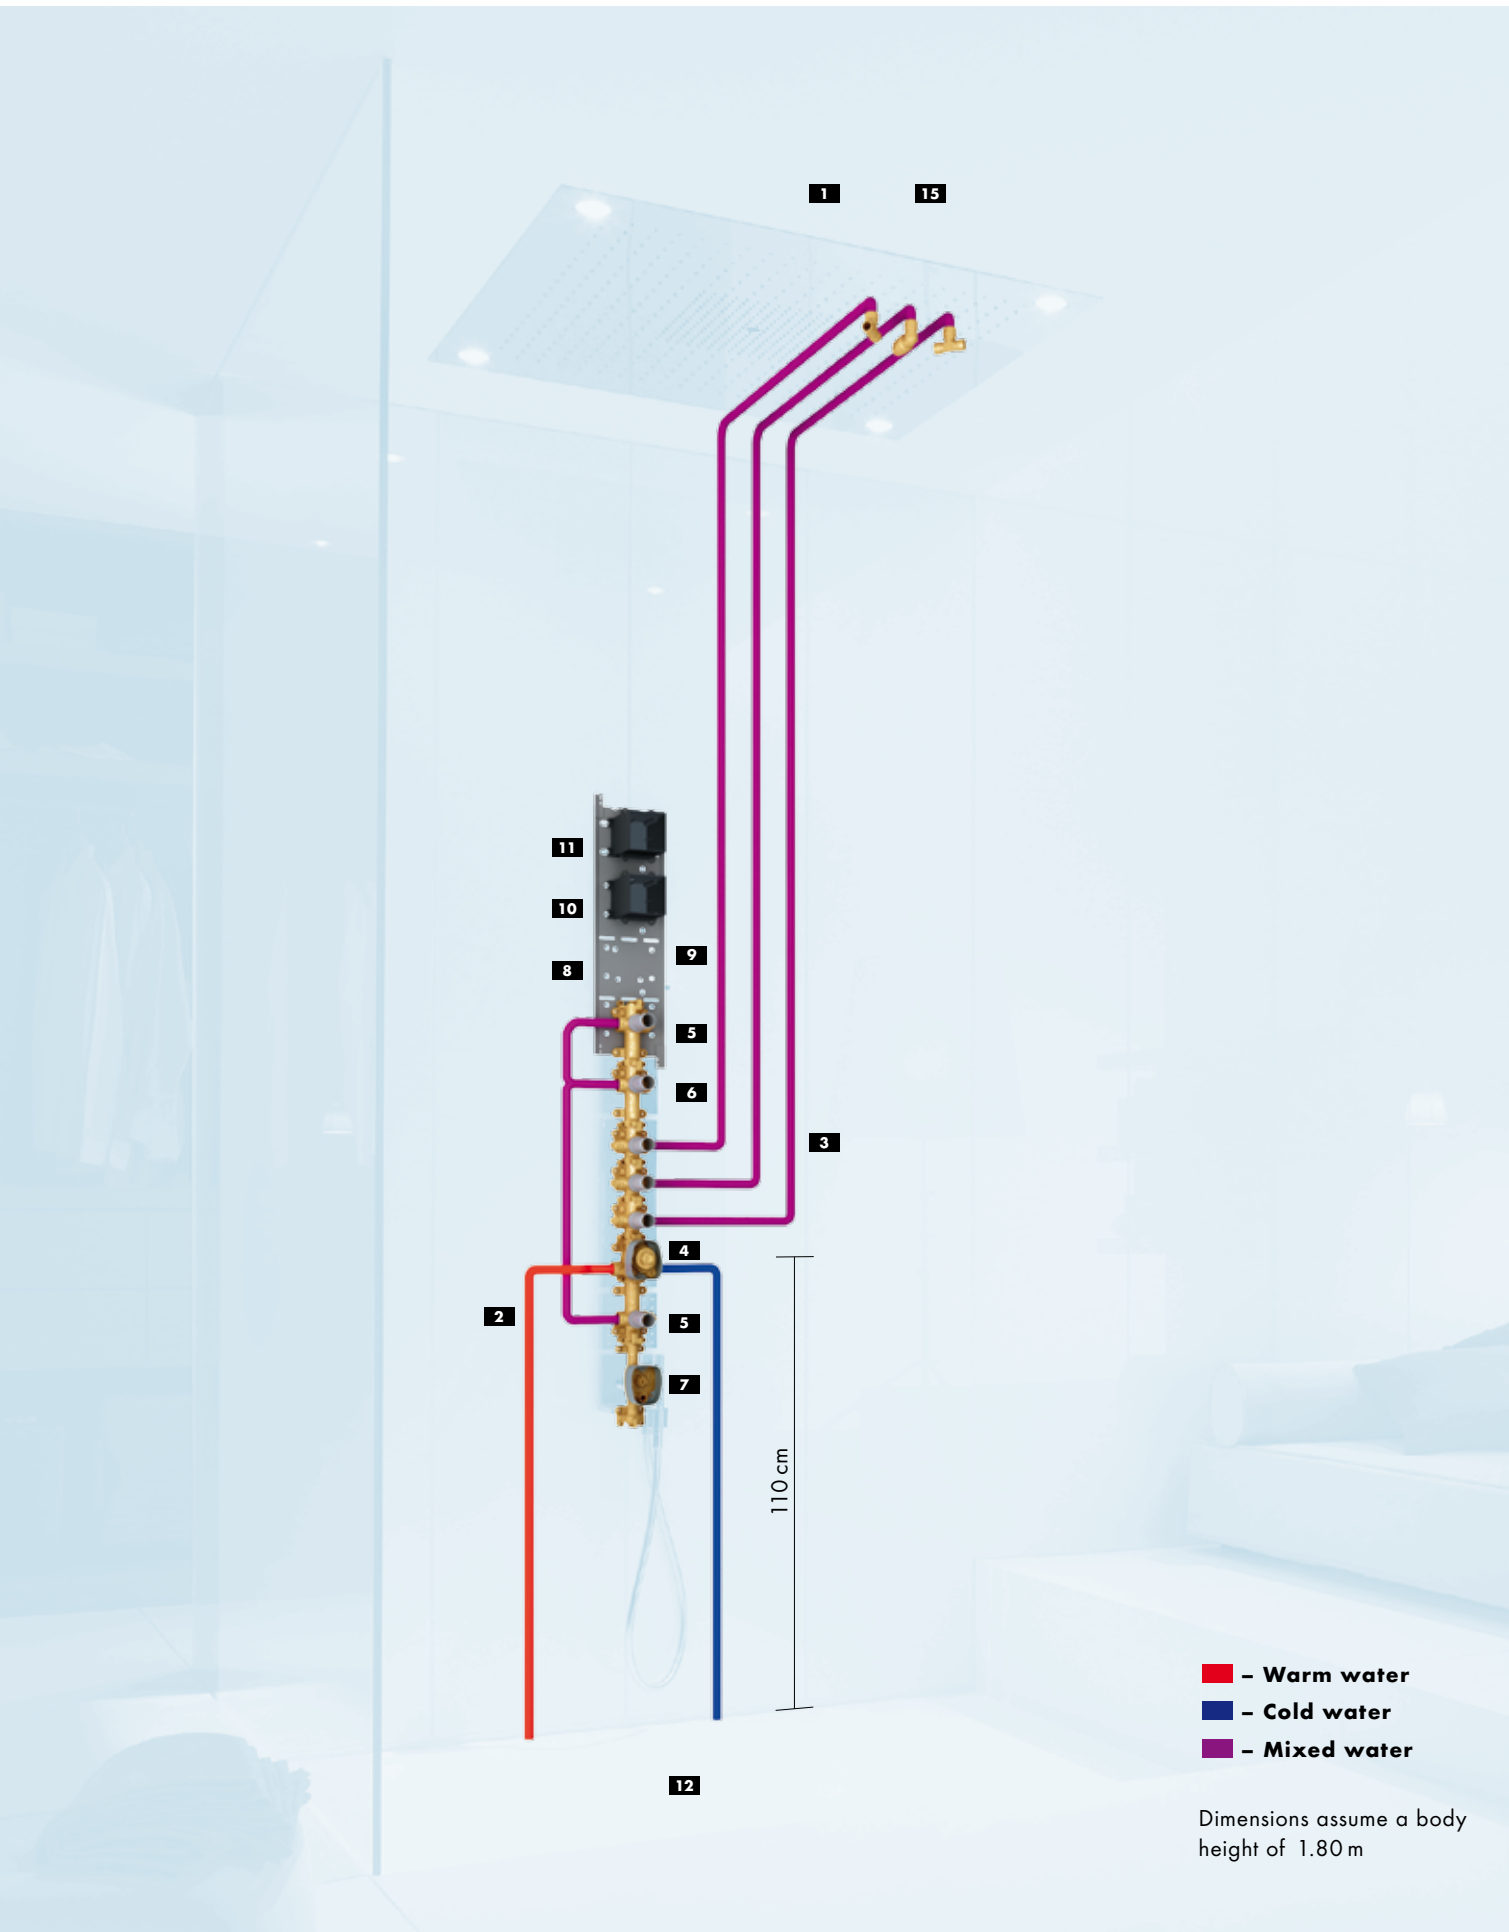 1 15
11
10
9
8
5
6
3
4
2
5
7
110 cm
– Warm water
– Cold water
– Mixed water
12
Dimensions assume a body
height of 1.80 m